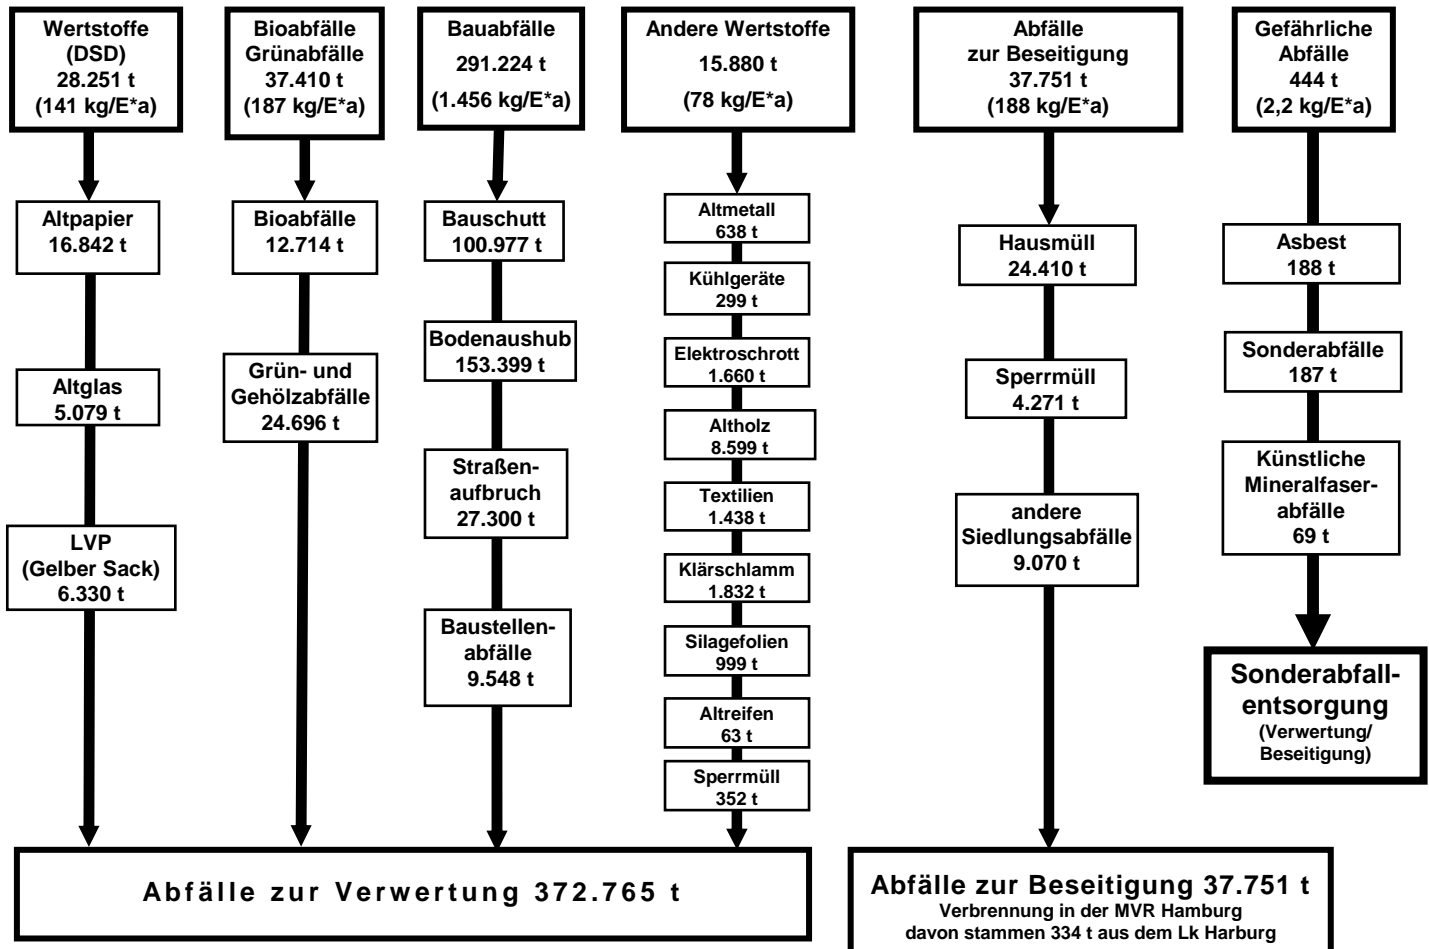 Wertstoffe
(DSD)
28.251 t
(141 kg/E*a)
Bioabfälle
Grünabfälle
37.410 t
(187 kg/E*a)
Bauabfälle
291.224 t
(1.456 kg/E*a)
Andere Wertstoffe
15.880 t
(78 kg/E*a)
Abfälle
zur Beseitigung
37.751 t
(188 kg/E*a)
Gefährliche
Abfälle
444 t
(2,2 kg/E*a)
Altpapier
16.842 t
Altglas
5.079 t
LVP
(Gelber Sack)
6.330 t
Bioabfälle
12.714 t
Grün- und
Gehölzabfälle
24.696 t
Bauschutt
100.977 t
Bodenaushub
153.399 t
Straßen-
aufbruch
27.300 t
Baustellen-
abfälle
9.548 t
Altmetall
638 t
Kühlgeräte
299 t
Elektroschrott
1.660 t
Altholz
8.599 t
Textilien
1.438 t
Klärschlamm
1.832 t
Silagefolien
999 t
Altreifen
63 t
Sperrmüll
352 t
Hausmüll
24.410 t
Sperrmüll
4.271 t
andere
Siedlungsabfälle
9.070 t
Asbest
188 t
Sonderabfälle
187 t
Künstliche
Mineralfaser-
abfälle
69 t
Sonderabfall-
entsorgung
(Verwertung/
Beseitigung)
Abfälle zur Verwertung 372.765 t
Abfälle zur Beseitigung 37.751 t
Verbrennung in der MVR Hamburg
davon stammen 334 t aus dem Lk Harburg